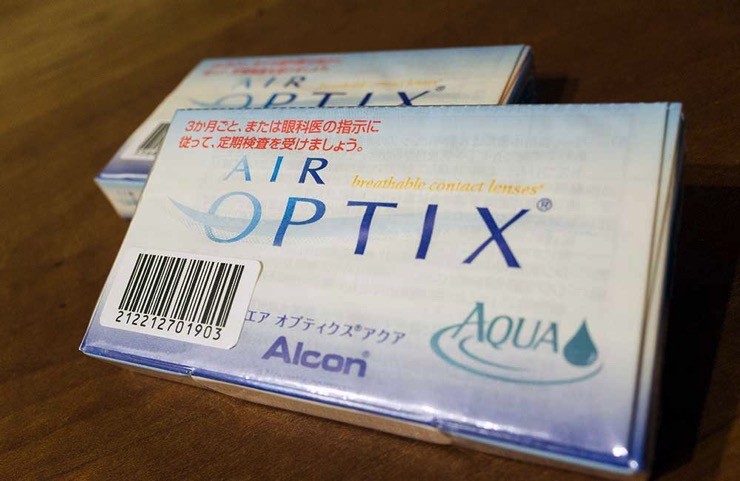 AIR
OPTIX
3か月ごと、または眼科医の指示に
従って、定期検査を受けましょう。
AIR
breathable contact lenses
OPTIX®
212212701903
エア オプティクス®アクア
Alcon®
AQUA